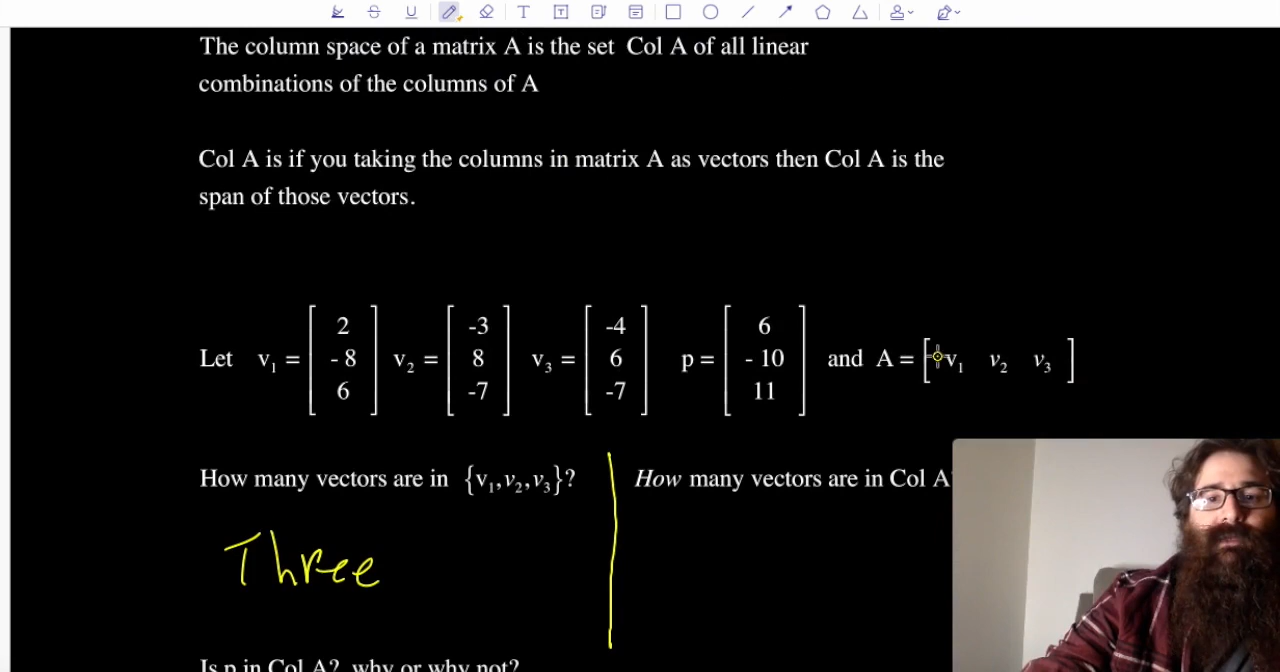 The column space of a matrix A is the set Col A of all linear
combinations of the columns of A
Col A is if you taking the columns in matrix A as vectors then Col A is the
span of those vectors.
Let v₁ = [2 - 8 6] v₂ = [-3 8 -7] v₃ = [-4 6 -7] p = [6 - 10 11] and A = [v₁ v₂ v₃]
How many vectors are in {v₁,v₂,v₃}?
How many vectors are in Col A
Three
Is p in Col A? why or why not?